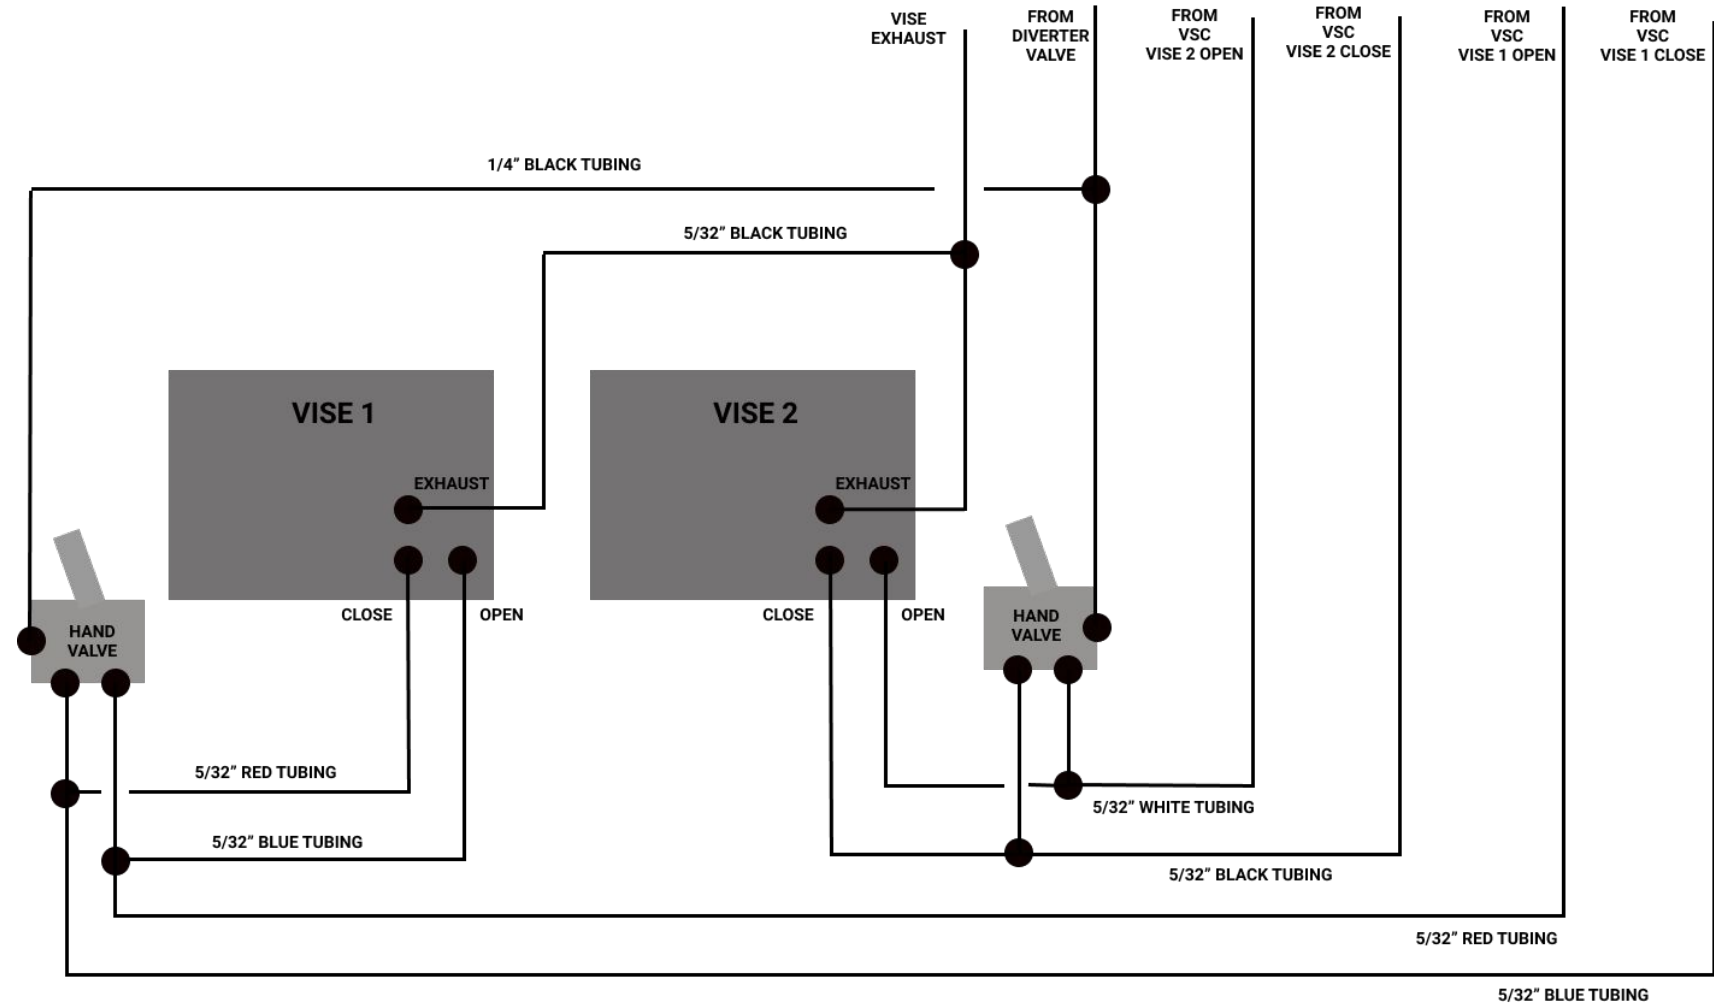 VISE
EXHAUST
FROM
DIVERTER
VALVE
FROM
VSC
VISE 2 OPEN
FROM
VSC
VISE 2 CLOSE
FROM
VSC
VISE 1 OPEN
FROM
VSC
VISE 1 CLOSE
1/4” BLACK TUBING
5/32” BLACK TUBING
VISE 1
EXHAUST
CLOSE
OPEN
VISE 2
EXHAUST
CLOSE
OPEN
HAND
VALVE
HAND
VALVE
5/32” RED TUBING
5/32” BLUE TUBING
5/32” WHITE TUBING
5/32” BLACK TUBING
5/32” RED TUBING
5/32” BLUE TUBING